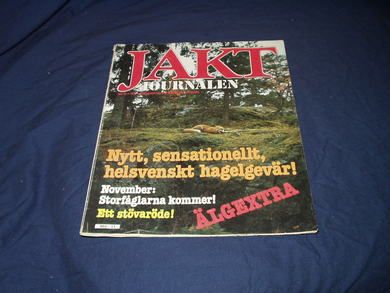 JAKT
JOURNALEN
Nytt, sensationellt,
helsvenskt hagelgevär!
November:
Storfåglarna kommer!
Ett stövaröde!
ÄLGEXTRA